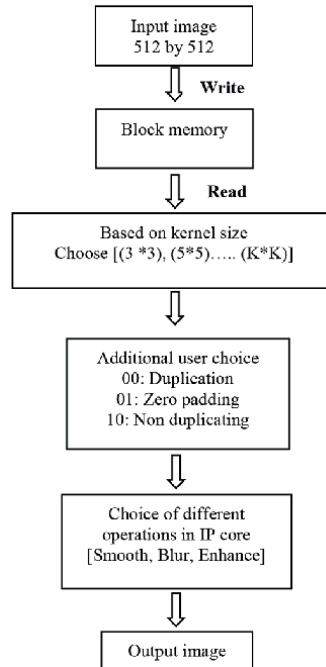 Input image
512 by 512
Write
Block memory
Read
Based on kernel size
Choose [(3 *3), (5*5)….. (K*K)]
Additional user choice
00: Duplication
01: Zero padding
10: Non duplicating
Choice of different
operations in IP core
[Smooth, Blur, Enhance]
Output image